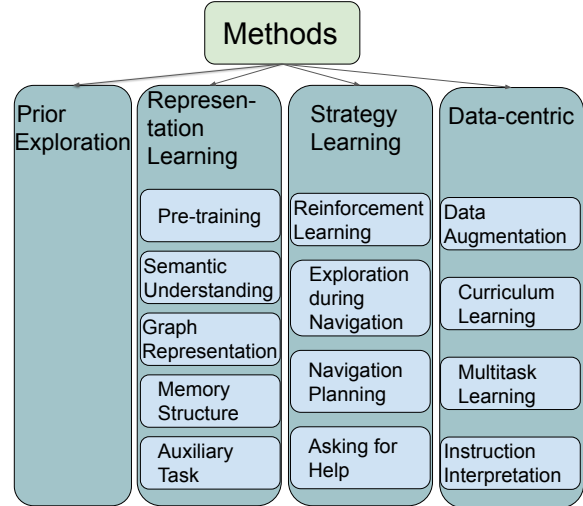 Methods
Prior
Exploration
Represen-
tation
Learning
Pre-training
Semantic
Understanding
Graph
Representation
Memory
Structure
Auxiliary
Task
Strategy
Learning
Reinforcement
Learning
Exploration
during
Navigation
Navigation
Planning
Asking for
Help
Data-centric
Data
Augmentation
Curriculum
Learning
Multitask
Learning
Instruction
Interpretation